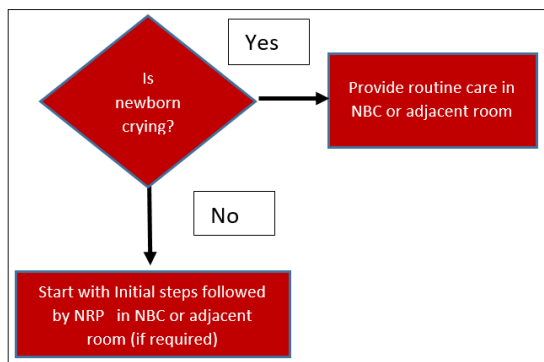 Yes
Is
newborn
crying?
Provide routine care in
NBC or adjacent room
No
Start with Initial steps followed
by NRP in NBC or adjacent
room (if required)